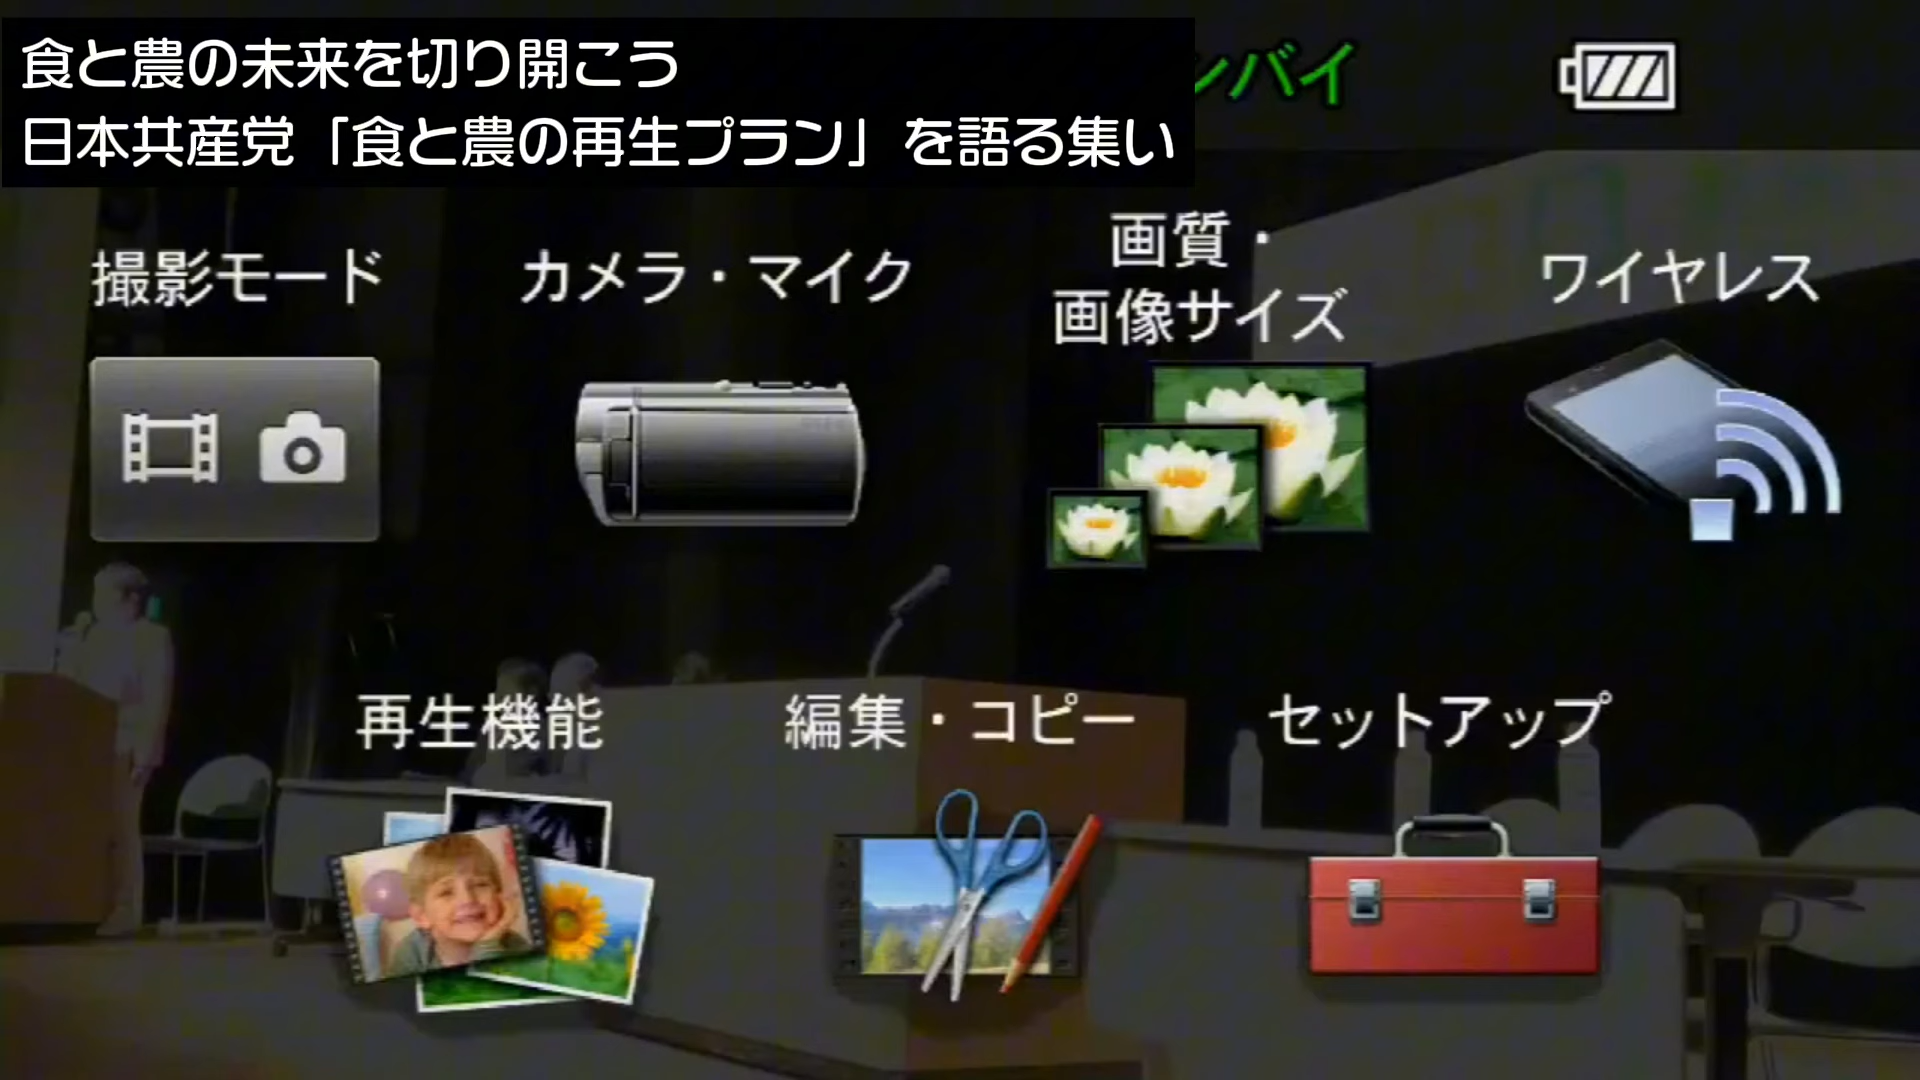 食と農の未来を切り開こう
日本共産党「食と農の再生プラン」を語る集い
ンバイ
撮影モード
カメラ・マイク
画質・
画像サイズ
ワイヤレス
再生機能
編集・コピー
セットアップ